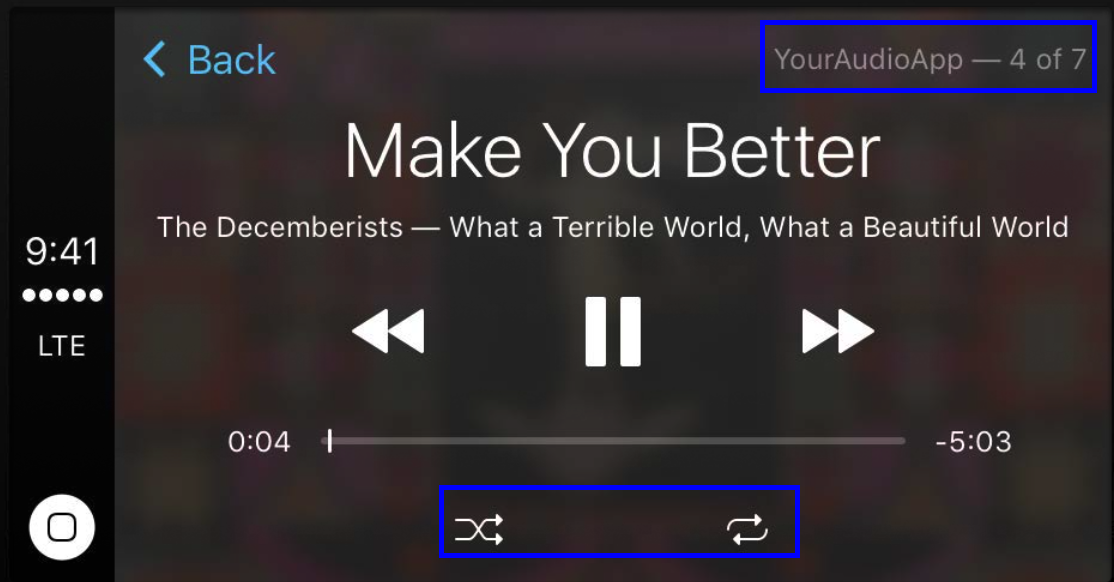 Back
YourAudioApp — 4 of 7
Make You Better
The Decemberists — What a Terrible World, What a Beautiful World
9:41
LTE
0:04
-5:03